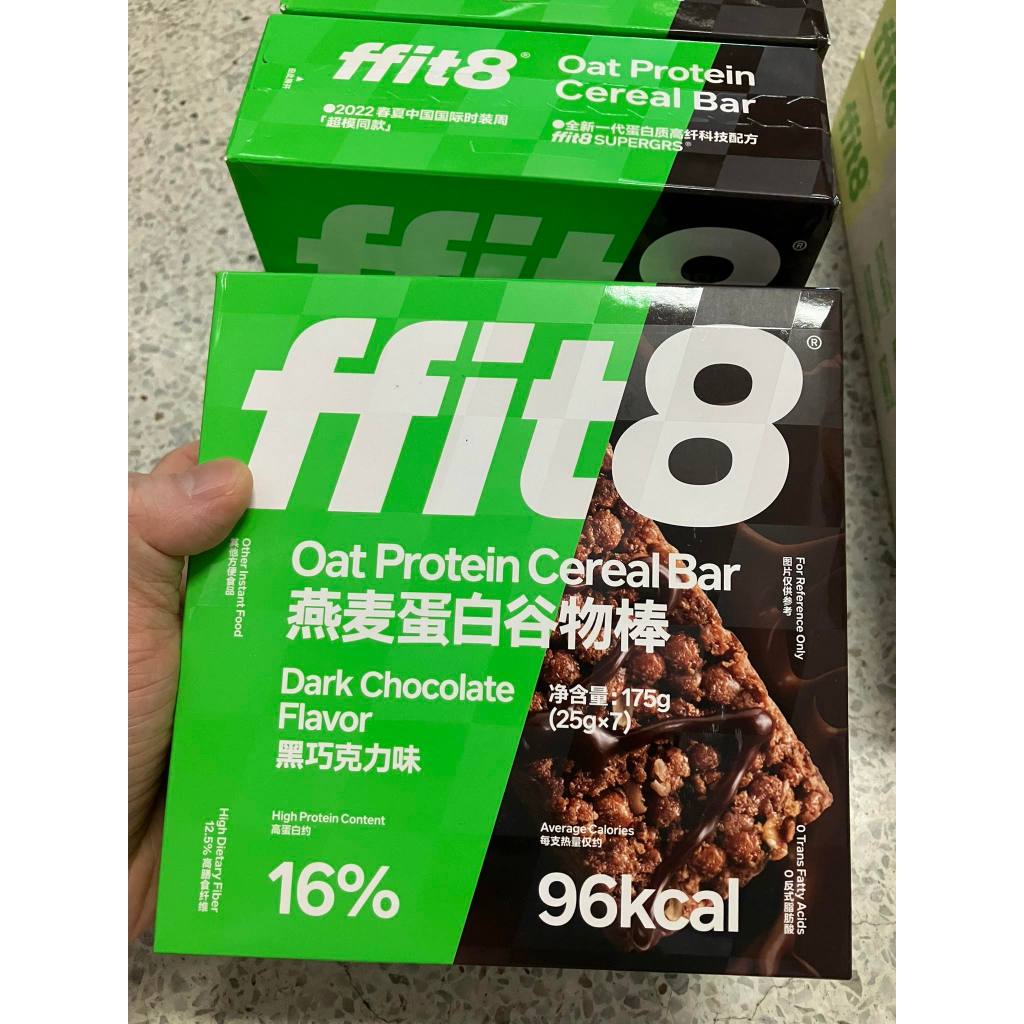 ffit8®
Oat Protein
Cereal Bar
●2022春夏中国国际时装周
「超模同款」
●全新一代蛋白质高纤科技配方
ffit8 SUPERGRS®
ffit8®
ffit8®
Other Instant Food
其他方便食品
Oat Protein Cereal Bar
燕麦蛋白谷物棒
For Reference Only
图片仅供参考
Dark Chocolate
Flavor
黑巧克力味
净含量:175g
(25g×7)
High Protein Content
高蛋白约
16%
Average Calories
每支热量仅约
96kcal
High Dietary Fiber
12.5% 高膳食纤维
0 Trans Fatty Acids
0 反式脂肪酸
ffit8